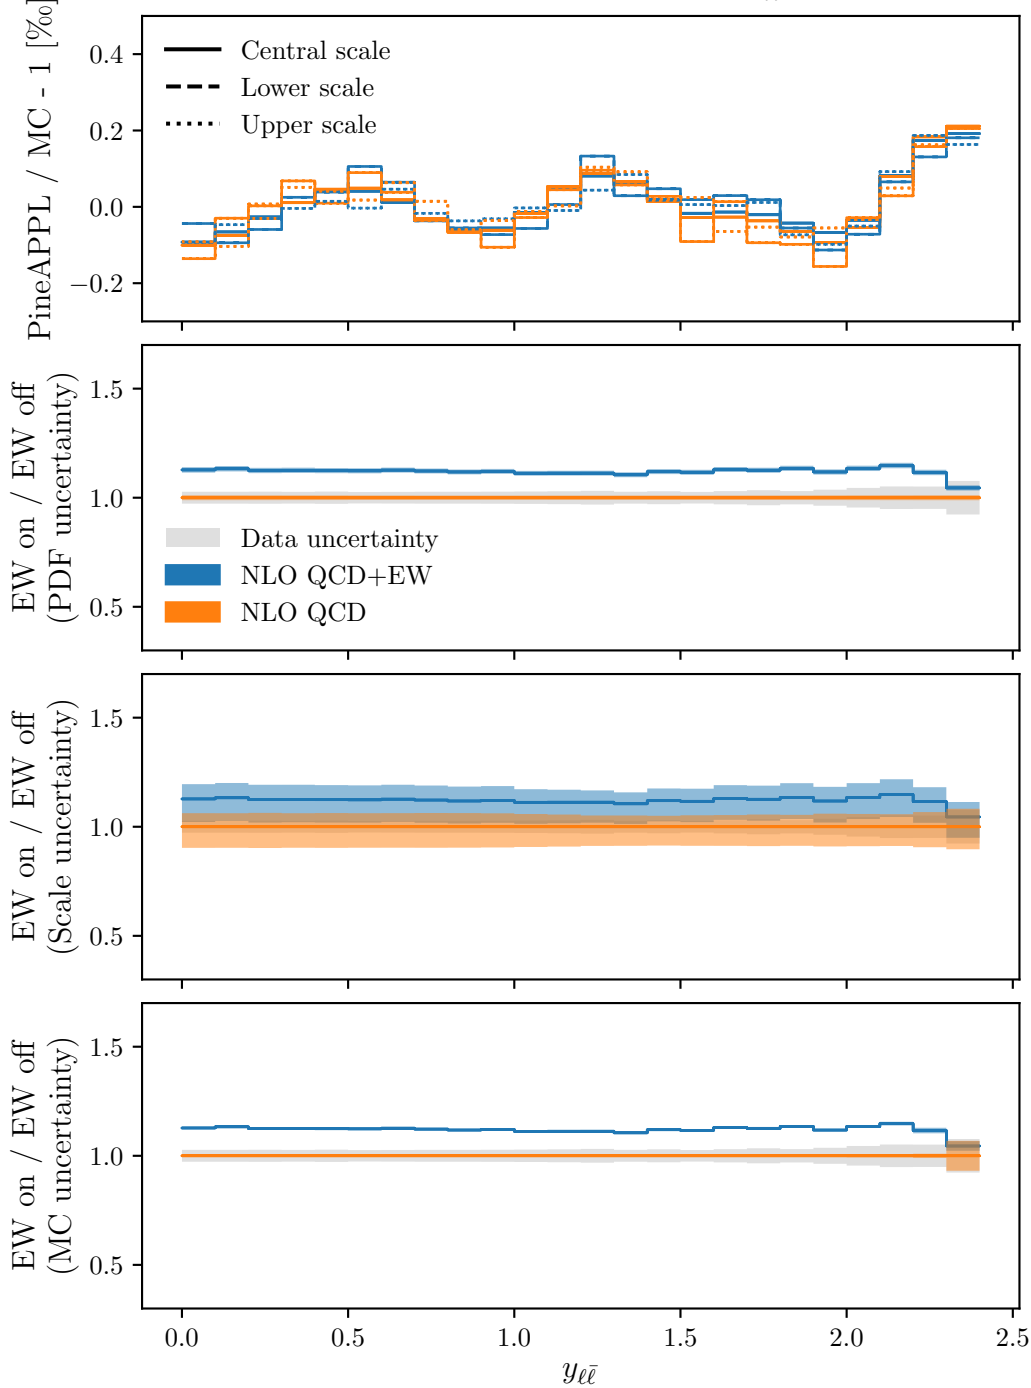 PineAPPL / MC - 1 [‰]
0.4
0.2
0.0
−0.2
Central scale
Lower scale
Upper scale
EW on / EW off
(PDF uncertainty)
1.5
1.0
0.5
Data uncertainty
NLO QCD+EW
NLO QCD
EW on / EW off
(Scale uncertainty)
1.5
1.0
0.5
EW on / EW off
(MC uncertainty)
1.5
1.0
0.5
0.0 0.5 1.0 1.5 2.0 2.5
yℓℓ̄